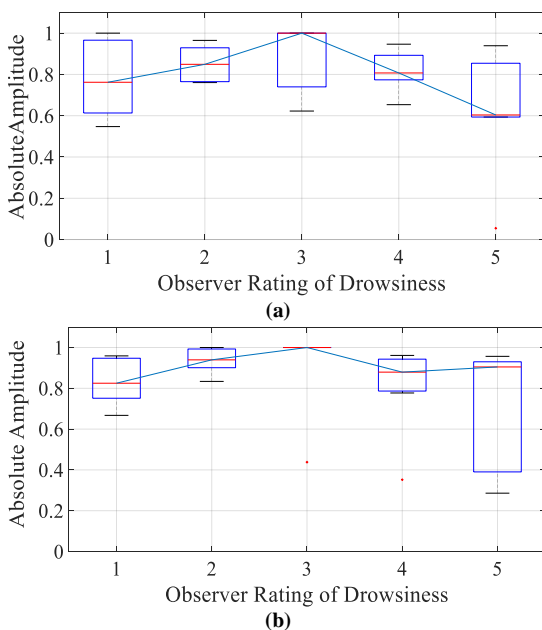 1
0.8
0.6
0.4
0.2
0
AbsoluteAmplitude
1 2 3 4 5
Observer Rating of Drowsiness
(a)
1
0.8
0.6
0.4
0.2
0
Absolute Amplitude
1 2 3 4 5
Observer Rating of Drowsiness
(b)